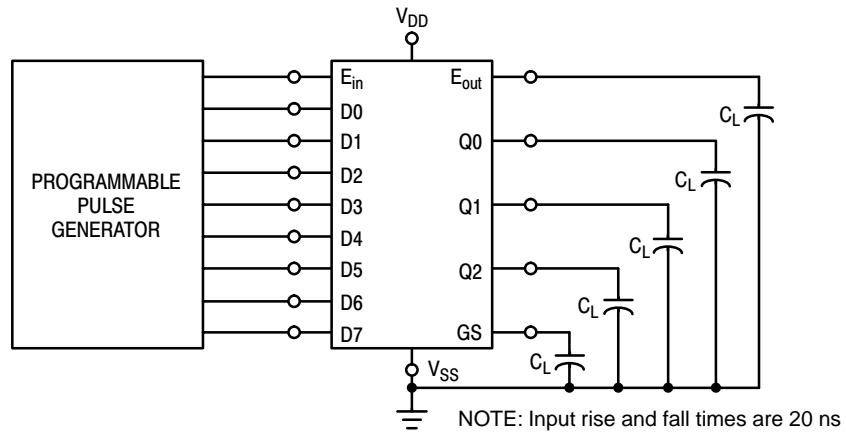 V_DD
PROGRAMMABLE
PULSE
GENERATOR
E_in
D0
D1
D2
D3
D4
D5
D6
D7
E_out
Q0
Q1
Q2
GS
C_L
C_L
C_L
C_L
C_L
V_SS
NOTE: Input rise and fall times are 20 ns